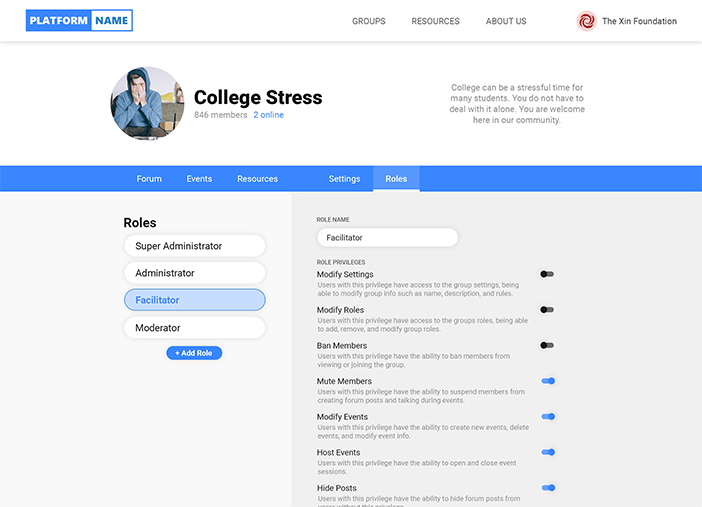 PLATFORM NAME
GROUPS
RESOURCES
ABOUT US
The Xin Foundation
College Stress
846 members 2 online
College can be a stressful time for
many students. You do not have to
deal with it alone. You are welcome
here in our community.
Forum
Events
Resources
Settings
Roles
Roles
Super Administrator
Administrator
Facilitator
Moderator
+ Add Role
ROLE NAME
Facilitator
ROLE PRIVILEGES
Modify Settings
Users with this privilege have access to the group settings, being
able to modify group info such as name, description, and rules.
Modify Roles
Users with this privilege have access to the groups roles, being able
to add, remove, and modify group roles.
Ban Members
Users with this privilege have the ability to ban members from
viewing or joining the group.
Mute Members
Users with this privilege have the ability to suspend members from
creating forum posts and talking during events.
Modify Events
Users with this privilege have the ability to create new events, delete
events, and modify event info.
Host Events
Users with this privilege have the ability to open and close event
sessions.
Hide Posts
Users with this privilege have the ability to hide forum posts from
users without this privilege.